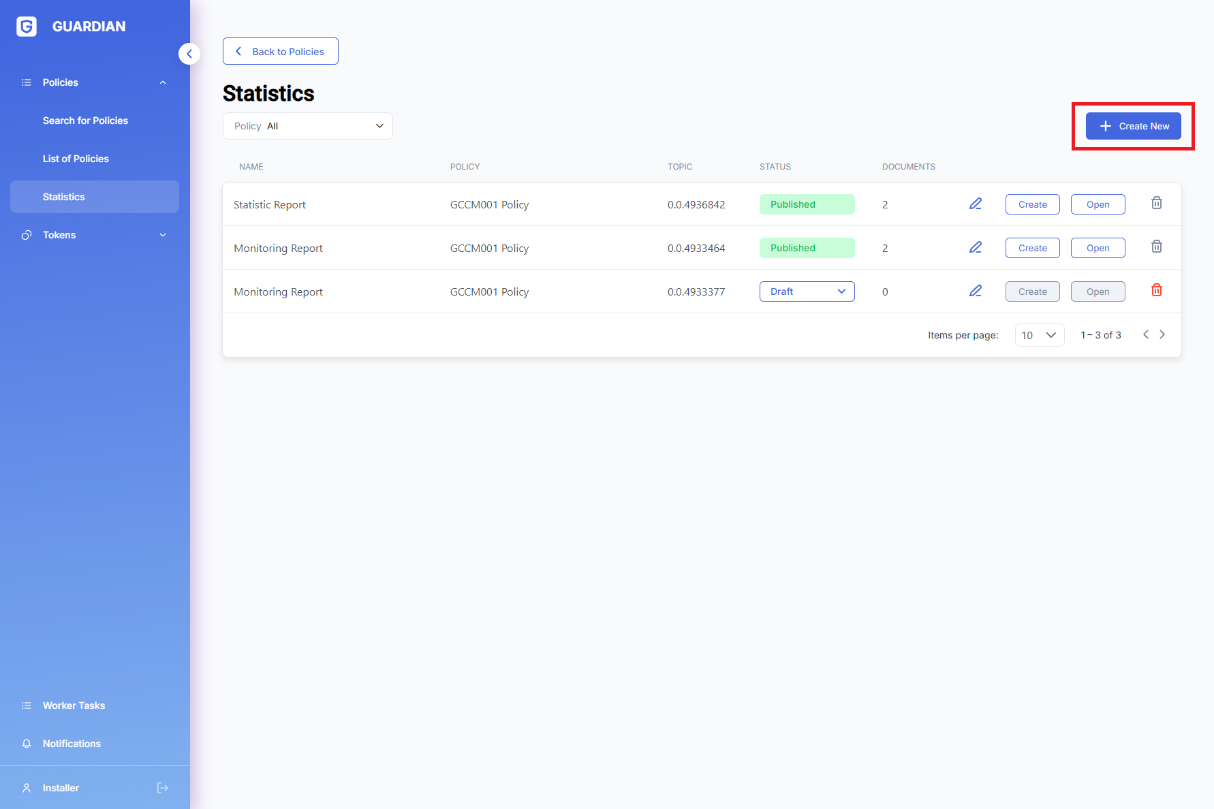 GUARDIAN
Policies
Search for Policies
List of Policies
Statistics
Tokens
Worker Tasks
Notifications
Installer
Back to Policies
Statistics
Policy All
Create New
NAME POLICY TOPIC STATUS DOCUMENTS
Statistic Report GCCM001 Policy 0.0.4936842 Published 2 Create Open
Monitoring Report GCCM001 Policy 0.0.4933464 Published 2 Create Open
Monitoring Report GCCM001 Policy 0.0.4933377 Draft 0 Create Open
Items per page: 10 1 – 3 of 3